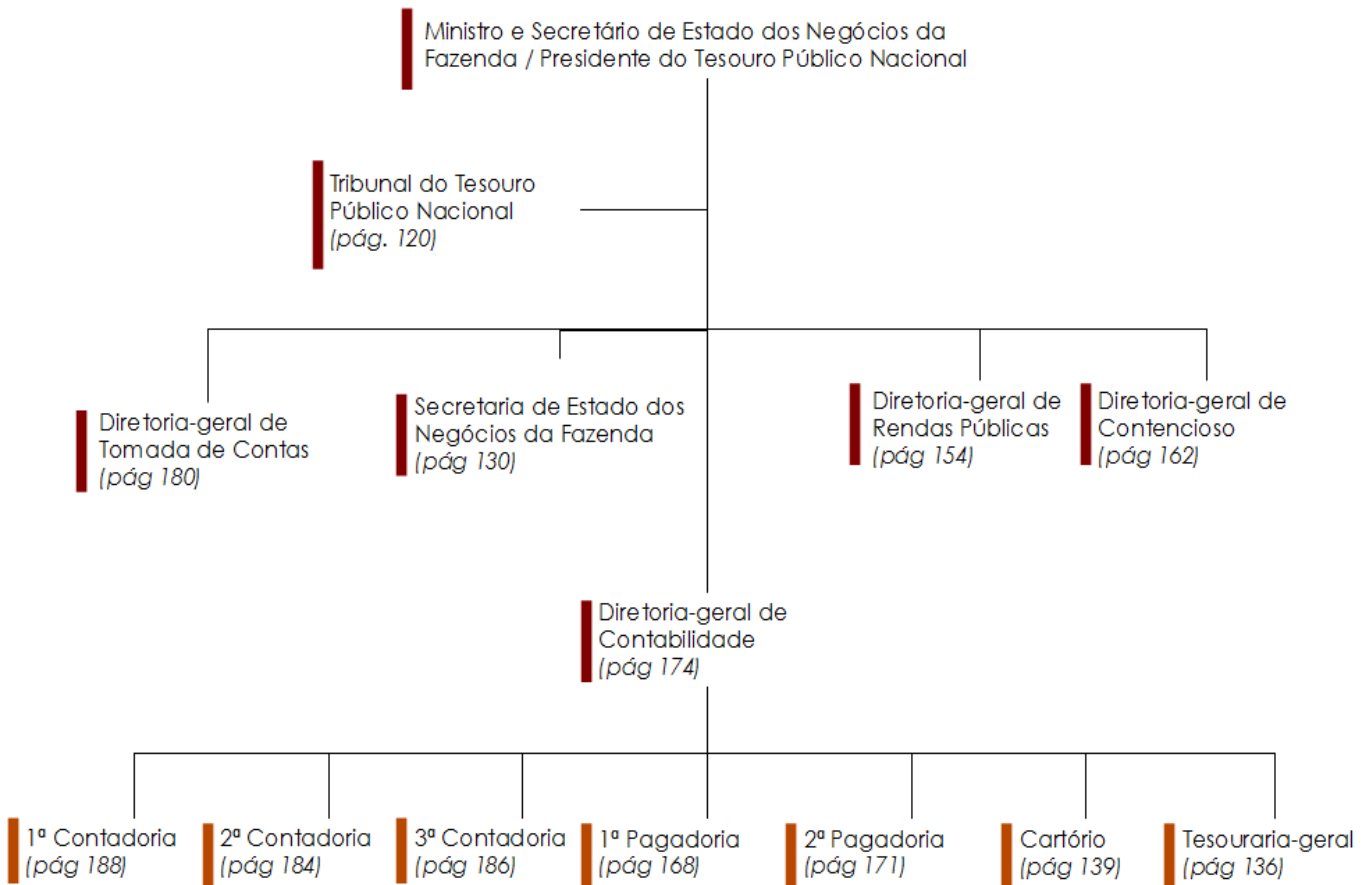 Ministro e Secretário de Estado dos Negócios da
Fazenda / Presidente do Tesouro Público Nacional
Tribunal do Tesouro
Público Nacional
(pág. 120)
Diretoria-geral de
Tomada de Contas
(pág 180)
Secretaria de Estado dos
Negócios da Fazenda
(pág 130)
Diretoria-geral de
Rendas Públicas
(pág 154)
Diretoria-geral de
Contencioso
(pág 162)
Diretoria-geral de
Contabilidade
(pág 174)
1ª Contadoria
(pág 188)
2ª Contadoria
(pág 184)
3ª Contadoria
(pág 186)
1ª Pagadoria
(pág 168)
2ª Pagadoria
(pág 171)
Cartório
(pág 139)
Tesouraria-geral
(pág 136)